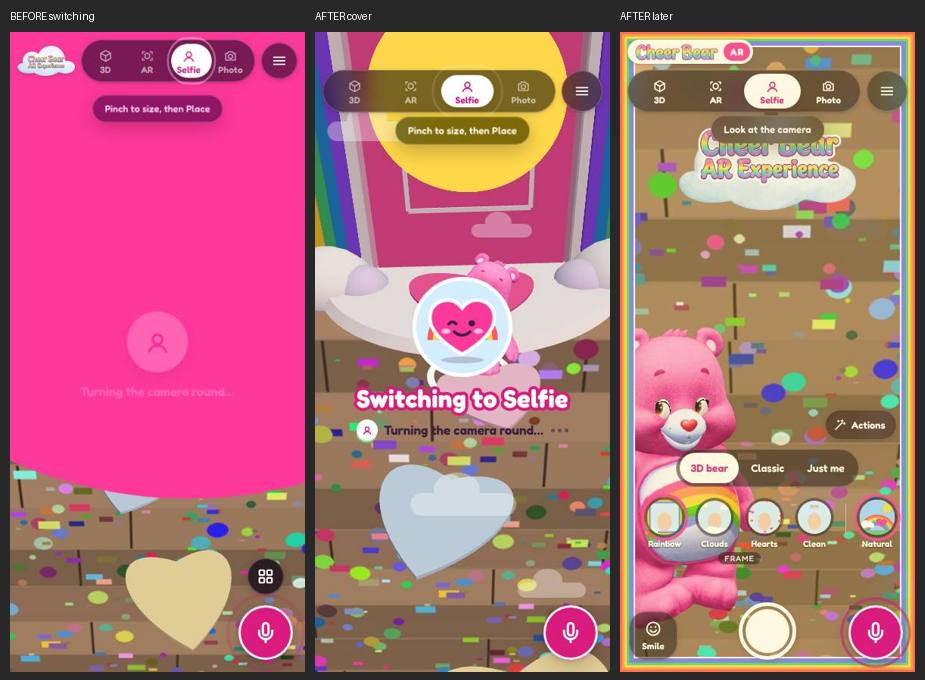 BEFORE switching
Cheer Bear
AR Experience
3D
AR
Selfie
Photo
Pinch to size, then Place
Turning the camera round...
AFTER cover
3D
AR
Selfie
Photo
Pinch to size, then Place
Switching to Selfie
Turning the camera round...
AFTER later
Cheer Bear AR
3D
AR
Selfie
Photo
Look at the camera
Cheer Bear
AR Experience
Actions
3D bear
Classic
Just me
Rainbow
Clouds
Hearts
Clean
Natural
FRAME
Smile